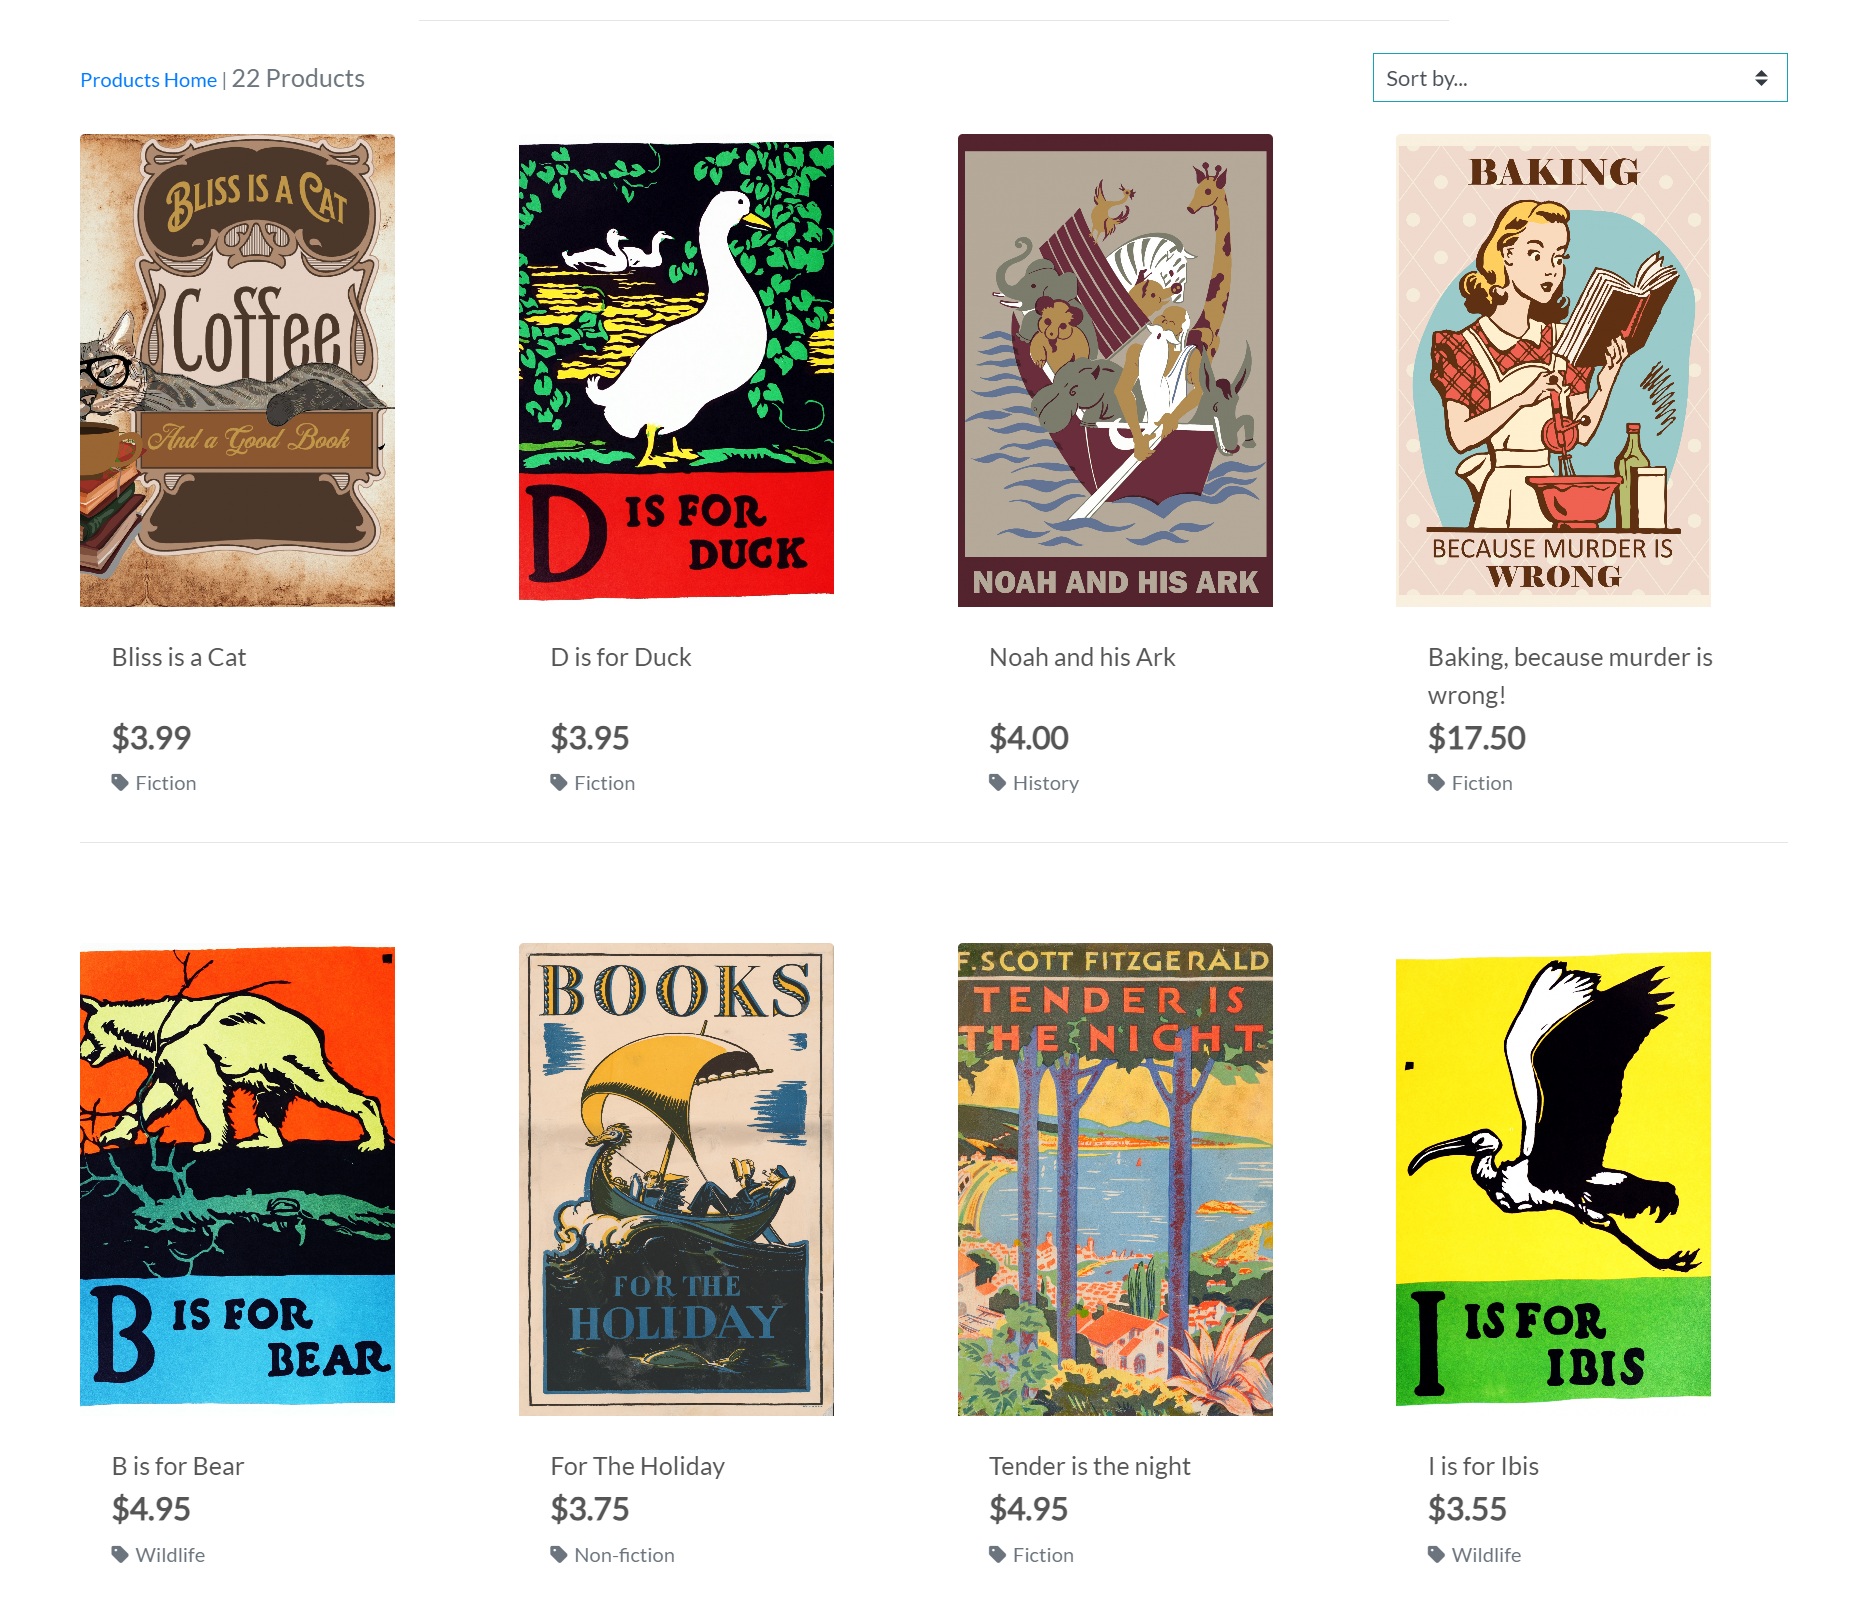 Products Home | 22 Products
Sort by...
BLISS IS A CAT
Coffee
And a Good Book
D IS FOR
DUCK
NOAH AND HIS ARK
BAKING
BECAUSE MURDER IS
WRONG
Bliss is a Cat
$3.99
Fiction
D is for Duck
$3.95
Fiction
Noah and his Ark
$4.00
History
Baking, because murder is
wrong!
$17.50
Fiction
B IS FOR
BEAR
BOOKS
FOR THE
HOLIDAY
F. SCOTT FITZGERALD
TENDER IS
THE NIGHT
I IS FOR
IBIS
B is for Bear
$4.95
Wildlife
For The Holiday
$3.75
Non-fiction
Tender is the night
$4.95
Fiction
I is for Ibis
$3.55
Wildlife